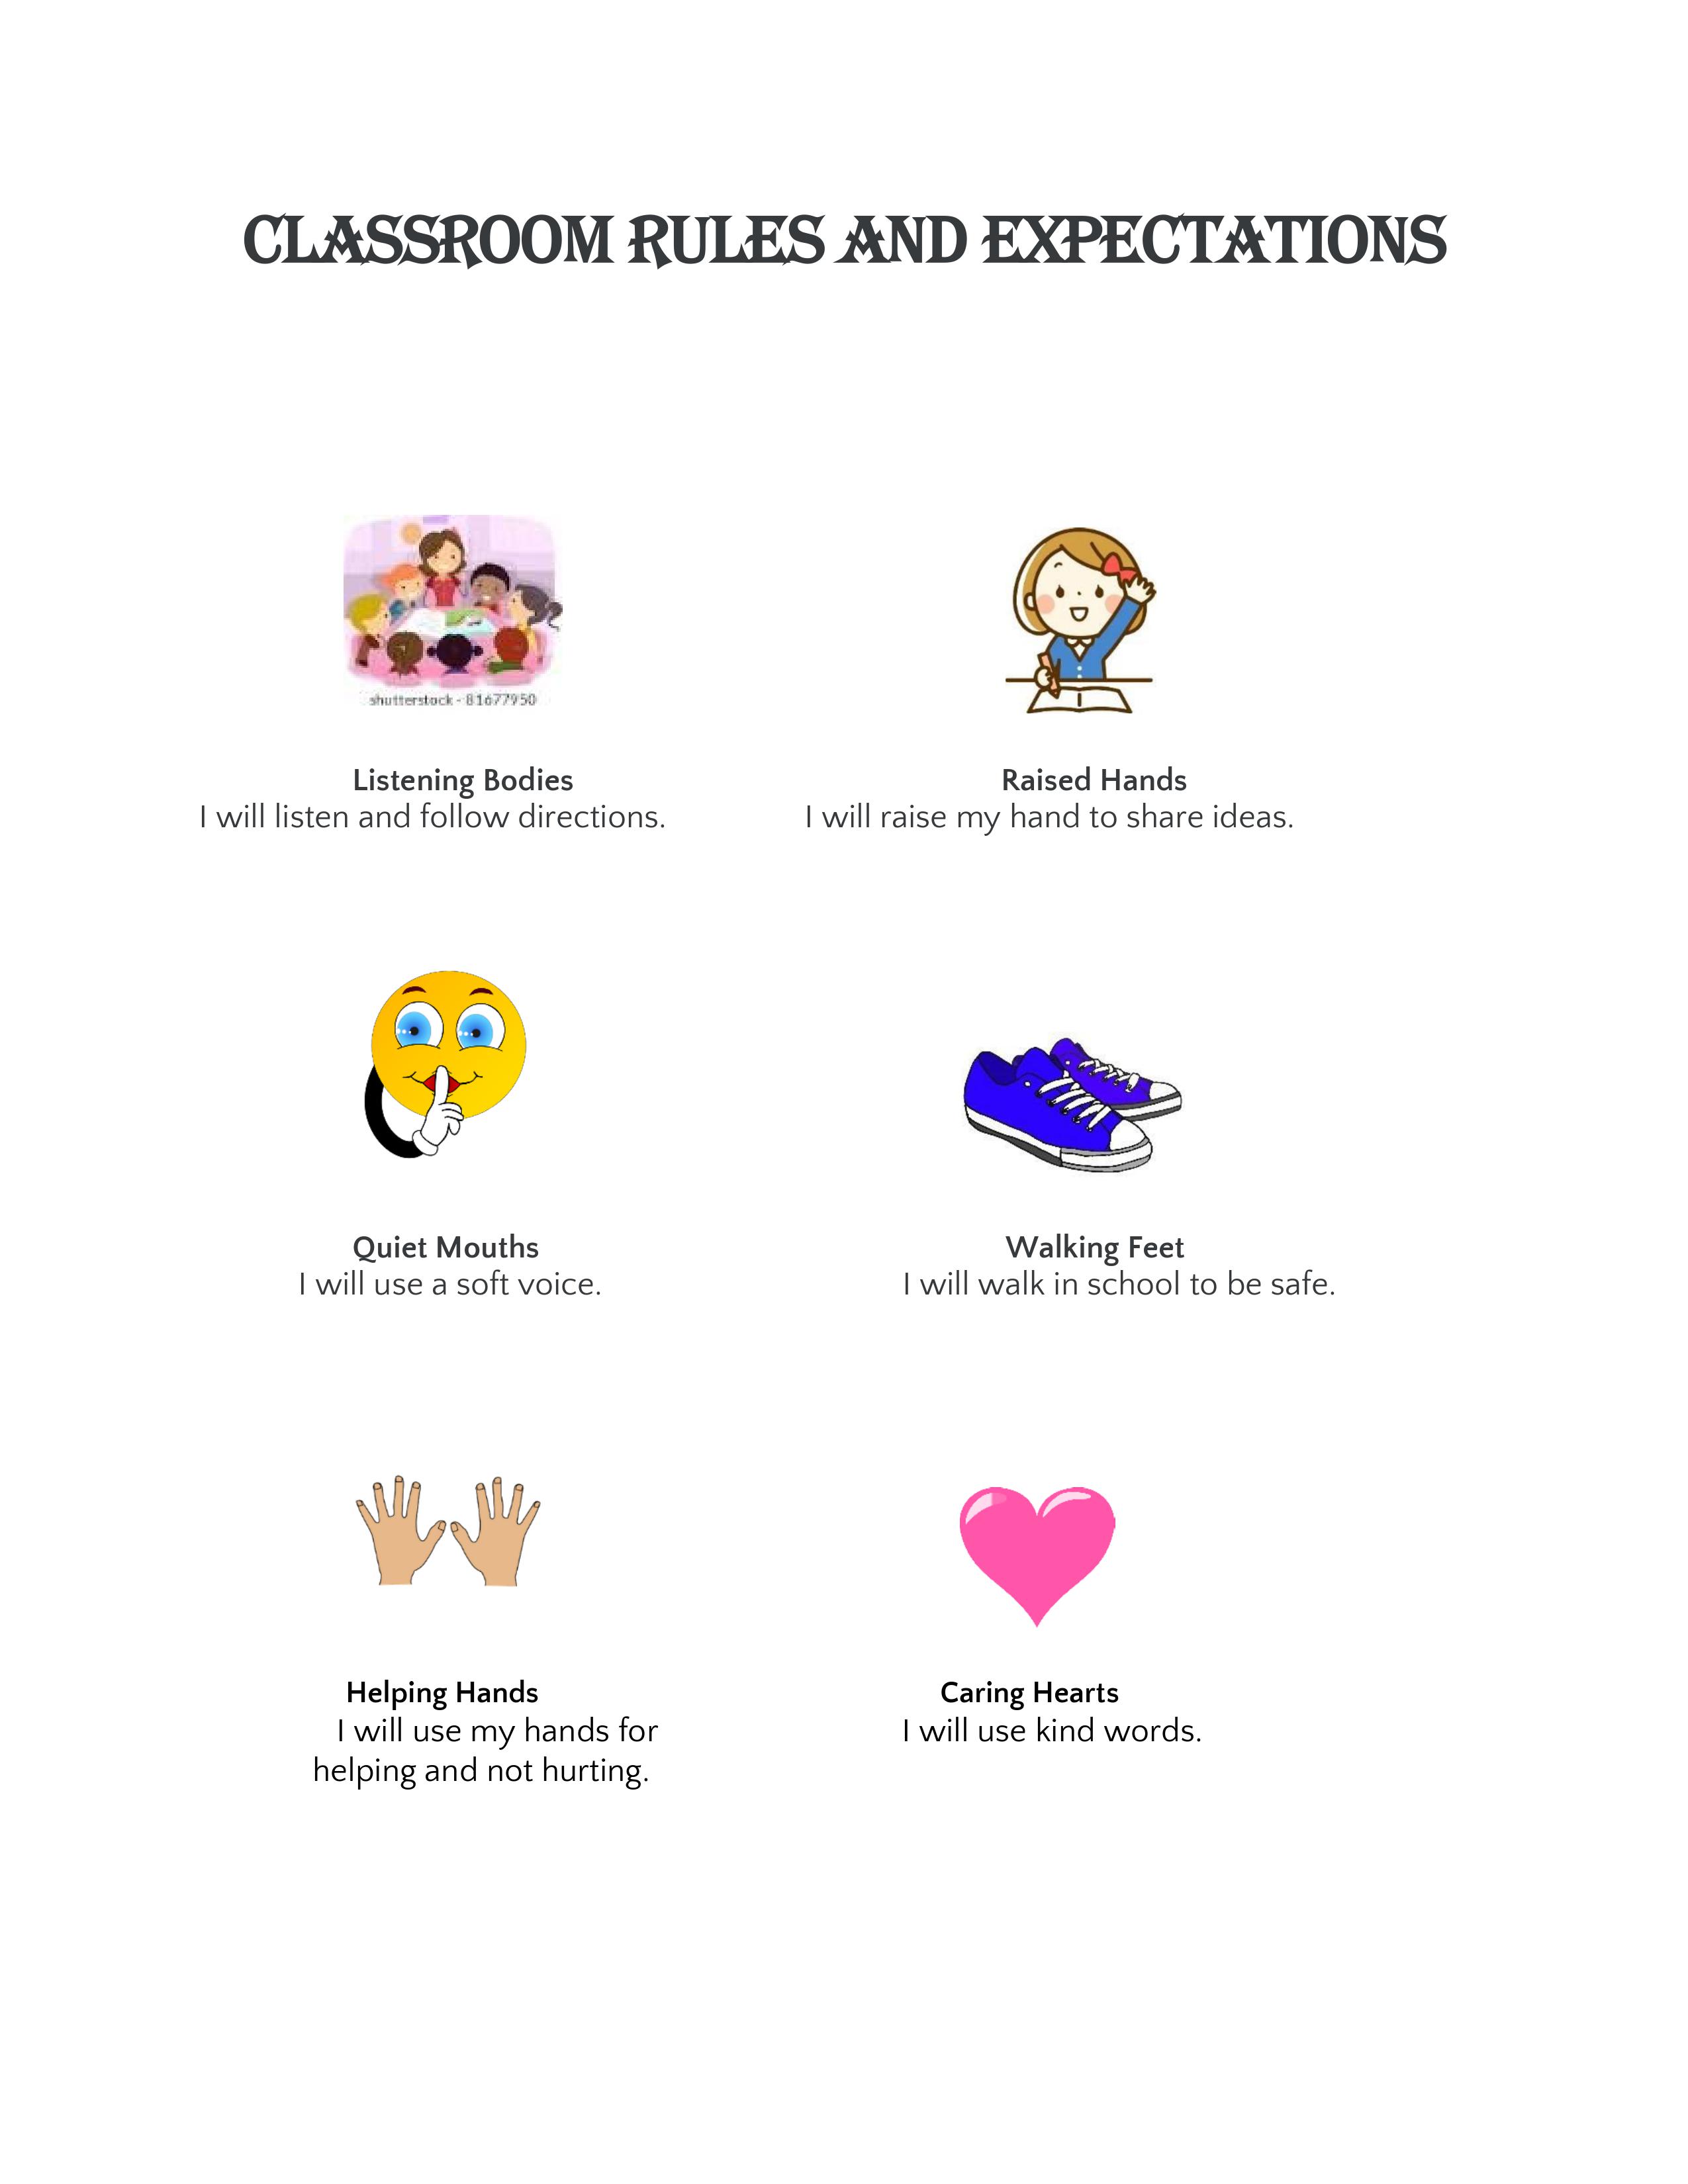 CLASSROOM RULES AND EXPECTATIONS
shutterstock - 81677950
Listening Bodies
I will listen and follow directions.
Raised Hands
I will raise my hand to share ideas.
Quiet Mouths
I will use a soft voice.
Walking Feet
I will walk in school to be safe.
Helping Hands
I will use my hands for
helping and not hurting.
Caring Hearts
I will use kind words.